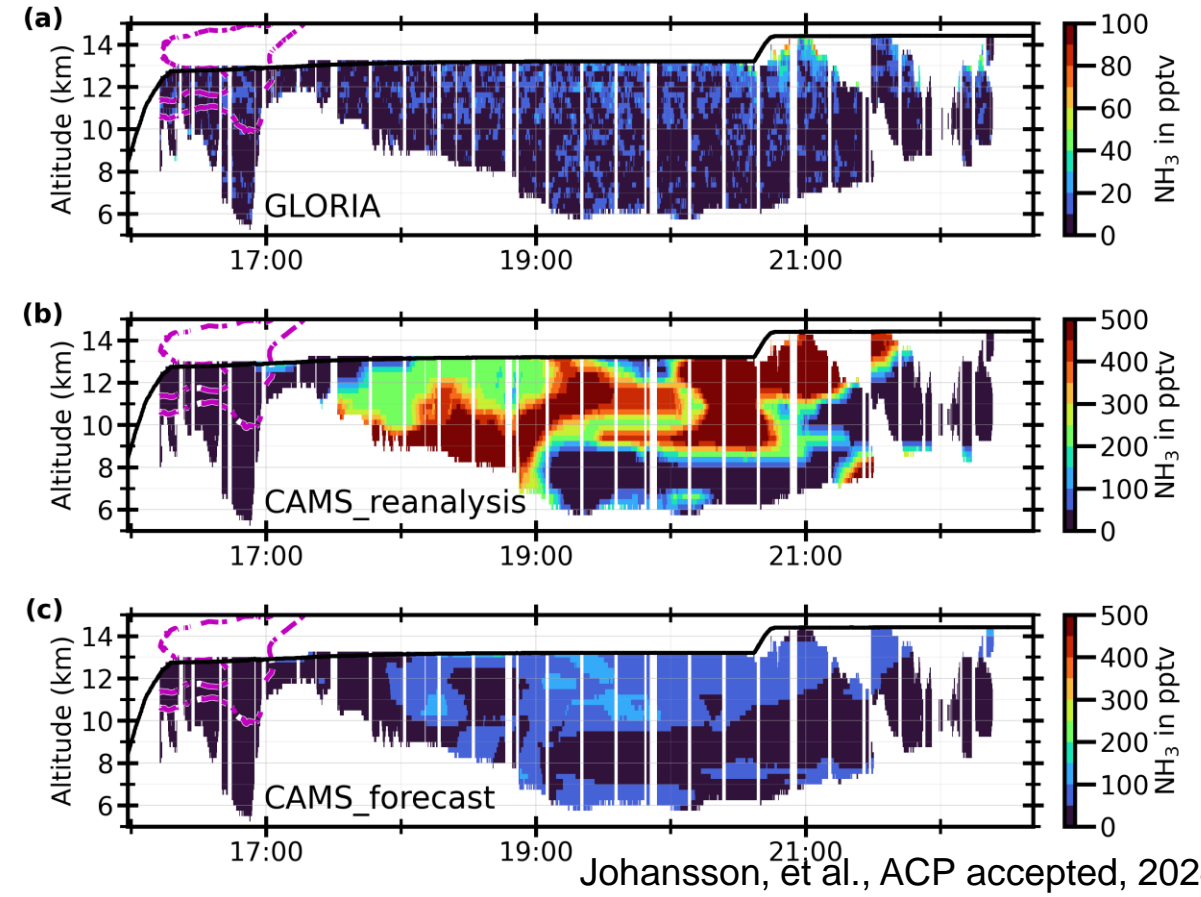 (a)
14
12
10
8
6
Altitude (km)
GLORIA
17:00 19:00 21:00
100
80
60
40
20
0
NH₃ in pptv
(b)
14
12
10
8
6
Altitude (km)
CAMS_reanalysis
17:00 19:00 21:00
500
400
300
200
100
0
NH₃ in pptv
(c)
14
12
10
8
6
Altitude (km)
CAMS_forecast
17:00 19:00 21:00
500
400
300
200
100
0
NH₃ in pptv
Johansson, et al., ACP accepted,